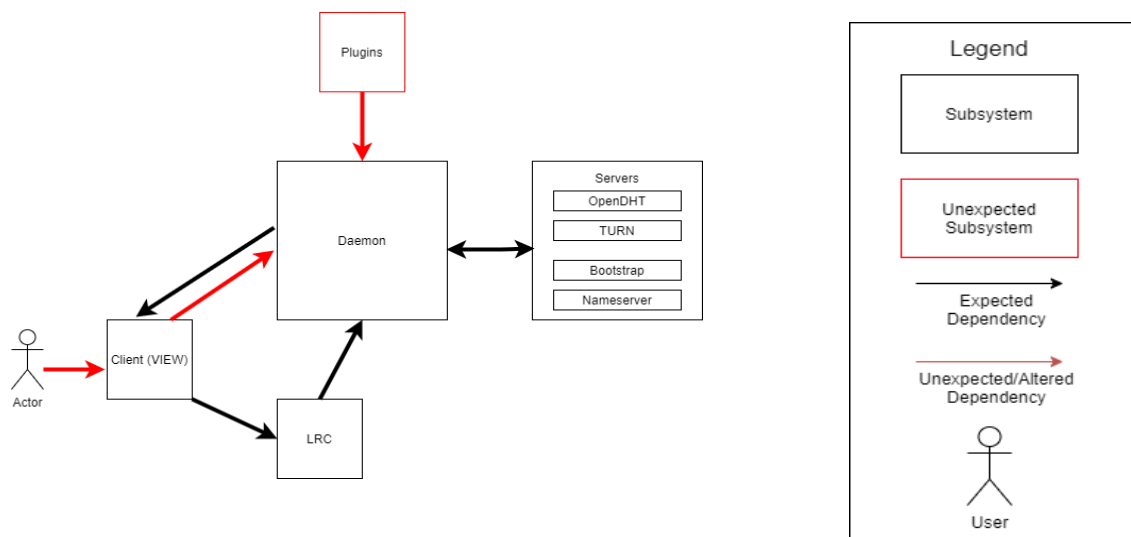 Plugins
Daemon
Servers
OpenDHT
TURN
Bootstrap
Nameserver
Client (VIEW)
Actor
LRC
Legend
Subsystem
Unexpected
Subsystem
Expected
Dependency
Unexpected/Altered
Dependency
User